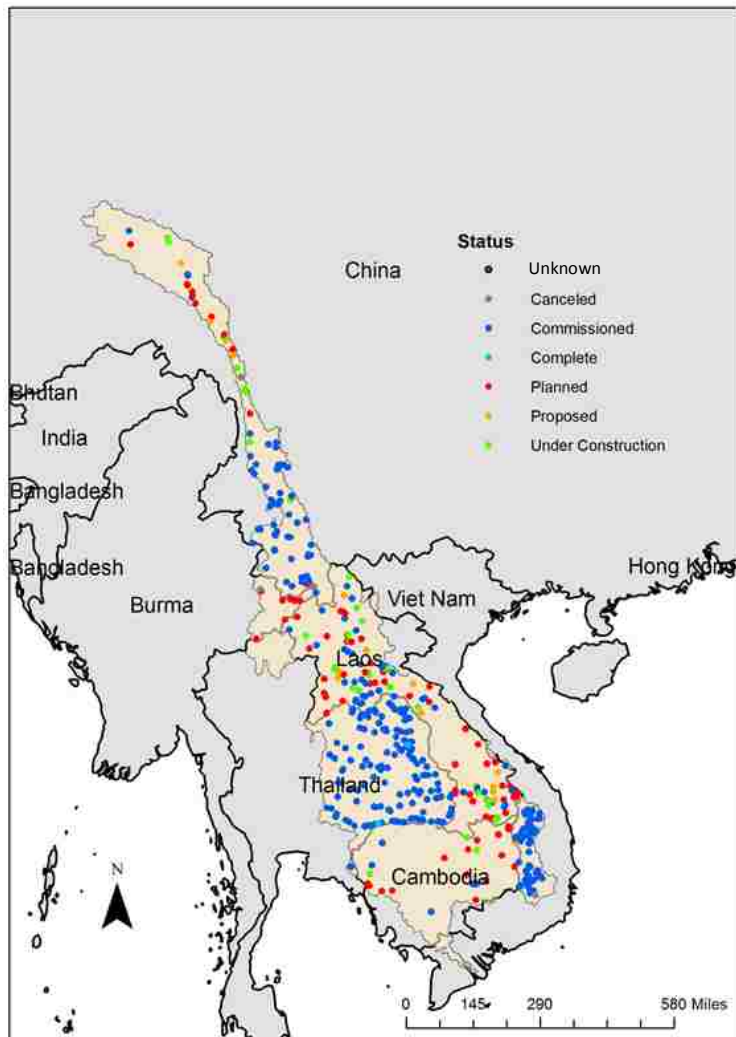 Status
Unknown
China
Canceled
Commissioned
Complete
Bhutan
Planned
Proposed
India
Under Construction
Bangladesh
Bangladesh
Hong Kong
Burma
Viet Nam
Laos
Thailand
N
Cambodia
0 145 290 580 Miles